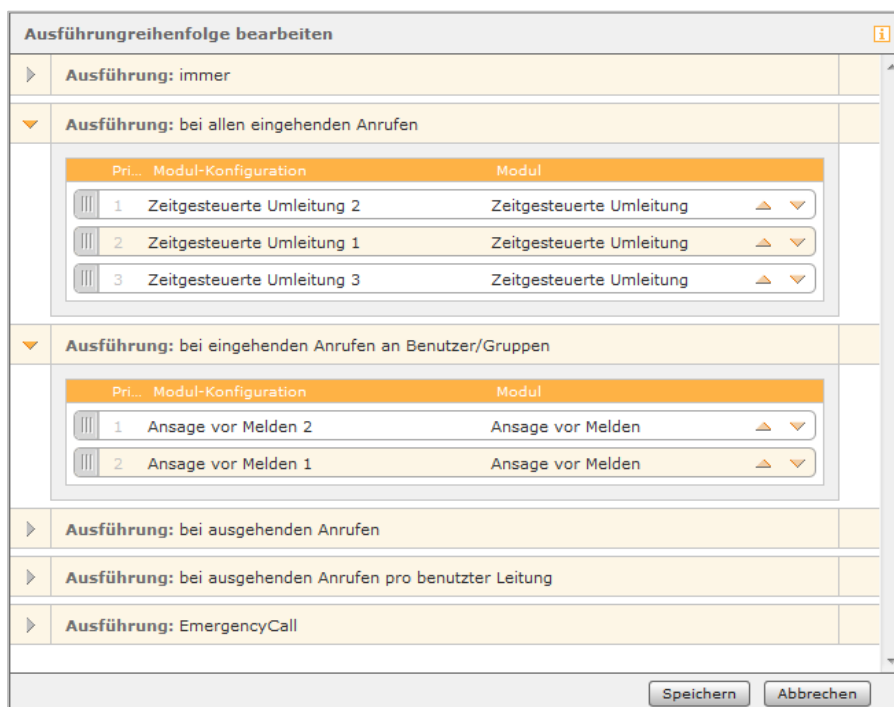 Ausführungreihenfolge bearbeiten
Ausführung: immer
Ausführung: bei allen eingehenden Anrufen
Pri... Modul-Konfiguration Modul
1 Zeitgesteuerte Umleitung 2 Zeitgesteuerte Umleitung
2 Zeitgesteuerte Umleitung 1 Zeitgesteuerte Umleitung
3 Zeitgesteuerte Umleitung 3 Zeitgesteuerte Umleitung
Ausführung: bei eingehenden Anrufen an Benutzer/Gruppen
Pri... Modul-Konfiguration Modul
1 Ansage vor Melden 2 Ansage vor Melden
2 Ansage vor Melden 1 Ansage vor Melden
Ausführung: bei ausgehenden Anrufen
Ausführung: bei ausgehenden Anrufen pro benutzter Leitung
Ausführung: EmergencyCall
Speichern Abbrechen